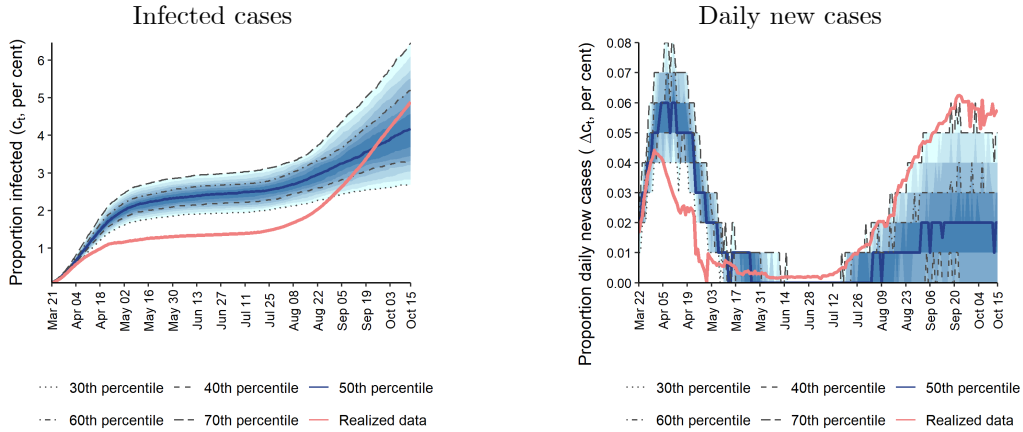 Infected cases
Proportion infected (cₜ, per cent)
6
5
4
3
2
1
Mar 21
Apr 04
Apr 18
May 02
May 16
May 30
Jun 13
Jun 27
Jul 11
Jul 25
Aug 08
Aug 22
Sep 05
Sep 19
Oct 03
Oct 15
30th percentile
40th percentile
50th percentile
60th percentile
70th percentile
Realized data
Daily new cases
Proportion daily new cases ( Δcₜ, per cent)
0.08
0.07
0.06
0.05
0.04
0.03
0.02
0.01
0.00
Mar 22
Apr 05
Apr 19
May 03
May 17
May 31
Jun 14
Jun 28
Jul 12
Jul 26
Aug 09
Aug 23
Sep 06
Sep 20
Oct 04
Oct 15
30th percentile
40th percentile
50th percentile
60th percentile
70th percentile
Realized data